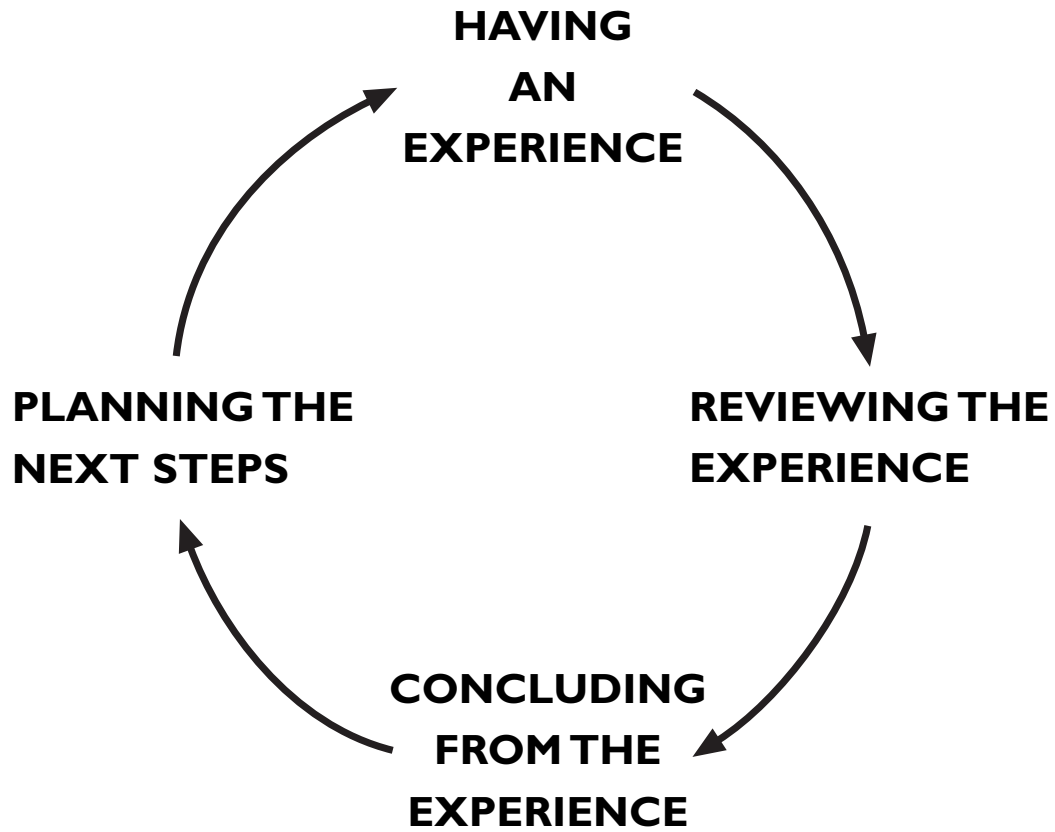 HAVING
AN
EXPERIENCE
REVIEWING THE
EXPERIENCE
CONCLUDING
FROM THE
EXPERIENCE
PLANNING THE
NEXT STEPS